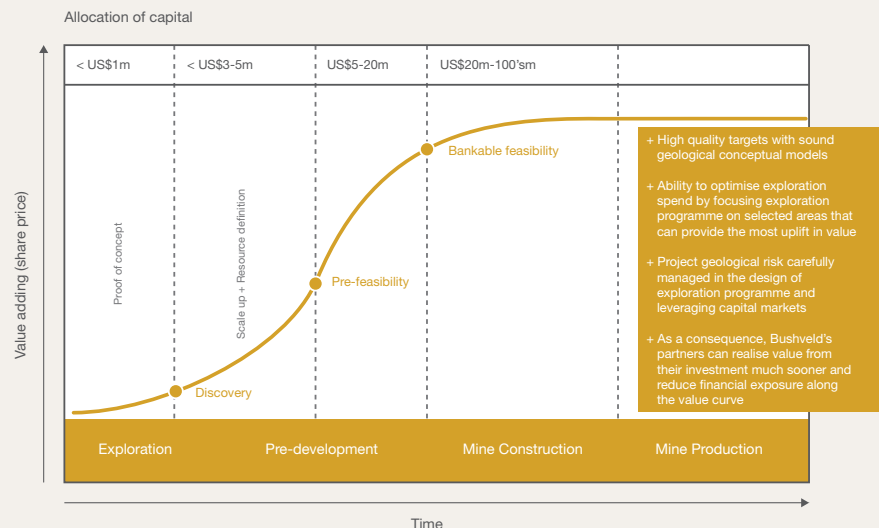 Allocation of capital
< US$1m
< US$3-5m
US$5-20m
US$20m-100'sm
Value adding (share price)
Proof of concept
Scale up + Resource definition
Discovery
Pre-feasibility
Bankable feasibility
+ High quality targets with sound
geological conceptual models
+ Ability to optimise exploration
spend by focusing exploration
programme on selected areas that
can provide the most uplift in value
+ Project geological risk carefully
managed in the design of
exploration programme and
leveraging capital markets
+ As a consequence, Bushveld's
partners can realise value from
their investment much sooner and
reduce financial exposure along
the value curve
Exploration
Pre-development
Mine Construction
Mine Production
Time